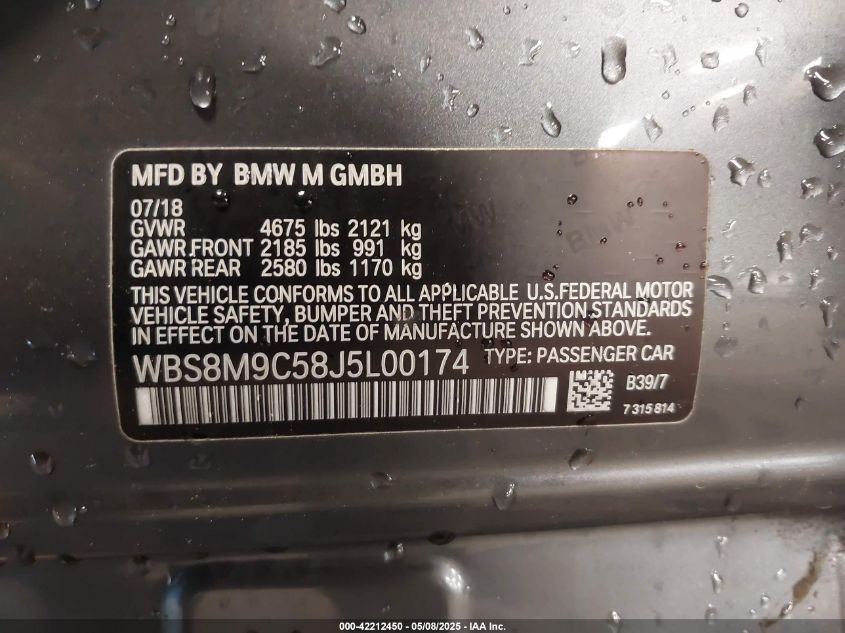 MFD BY BMW M GMBH
07/18
GVWR 4675 lbs 2121 kg
GAWR FRONT 2185 lbs 991 kg
GAWR REAR 2580 lbs 1170 kg
THIS VEHICLE CONFORMS TO ALL APPLICABLE U.S.FEDERAL MOTOR
VEHICLE SAFETY, BUMPER AND THEFT PREVENTION STANDARDS
IN EFFECT ON THE DATE OF MANUFACTURE SHOWN ABOVE.
WBS8M9C58J5L00174 TYPE: PASSENGER CAR
B39/7
7 315 814
BMW
000-42212450 - 05/08/2025 - IAA Inc.